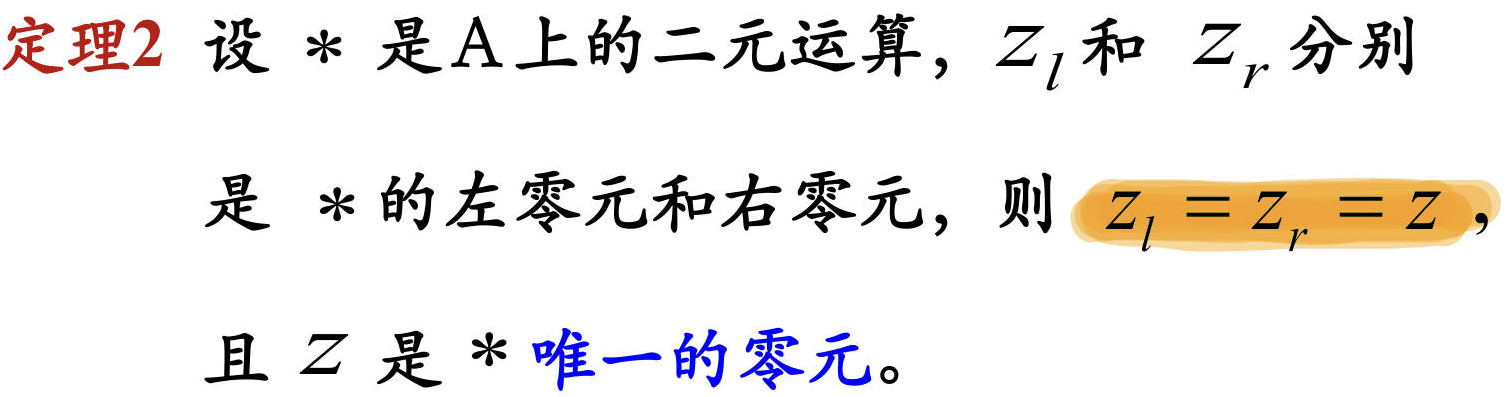 定理2 设 * 是A上的二元运算，z_l 和 z_r 分别
是 * 的左零元和右零元，则 z_l = z_r = z，
且 z 是 * 唯一的零元。